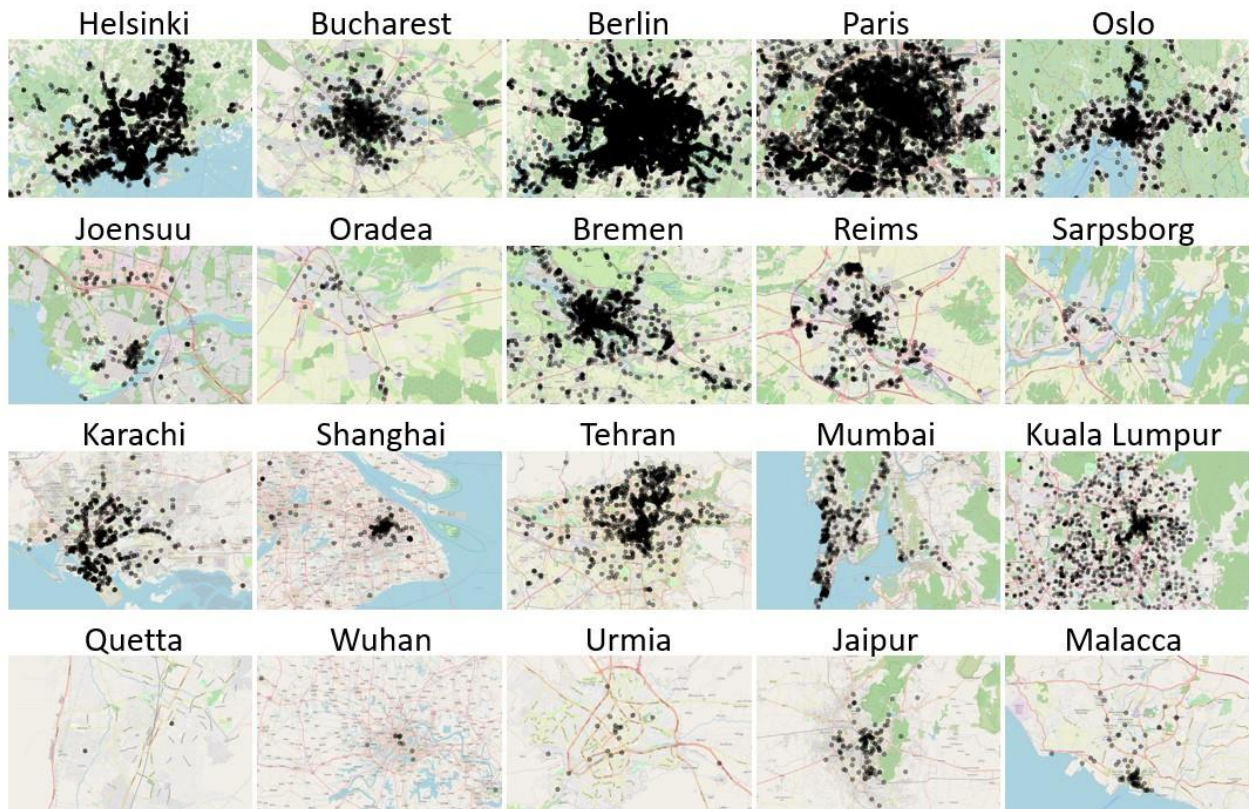 Helsinki Bucharest Berlin Paris Oslo
Joensuu Oradea Bremen Reims Sarpsborg
Karachi Shanghai Tehran Mumbai Kuala Lumpur
Quetta Wuhan Urmia Jaipur Malacca